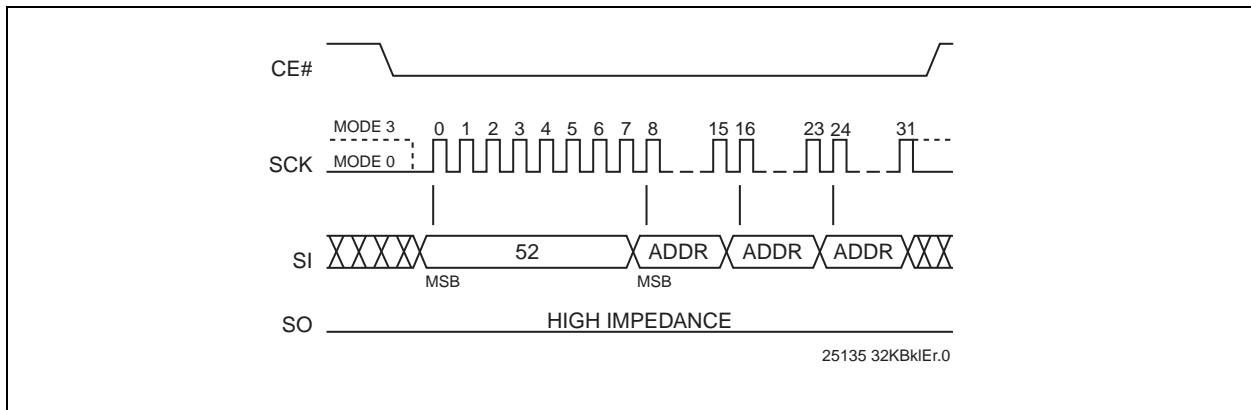 CE#
MODE 3
0 1 2 3 4 5 6 7 8 15 16 23 24 31
SCK
MODE 0
SI
52 ADDR ADDR ADDR
MSB MSB
SO
HIGH IMPEDANCE
25135 32KBklEr.0